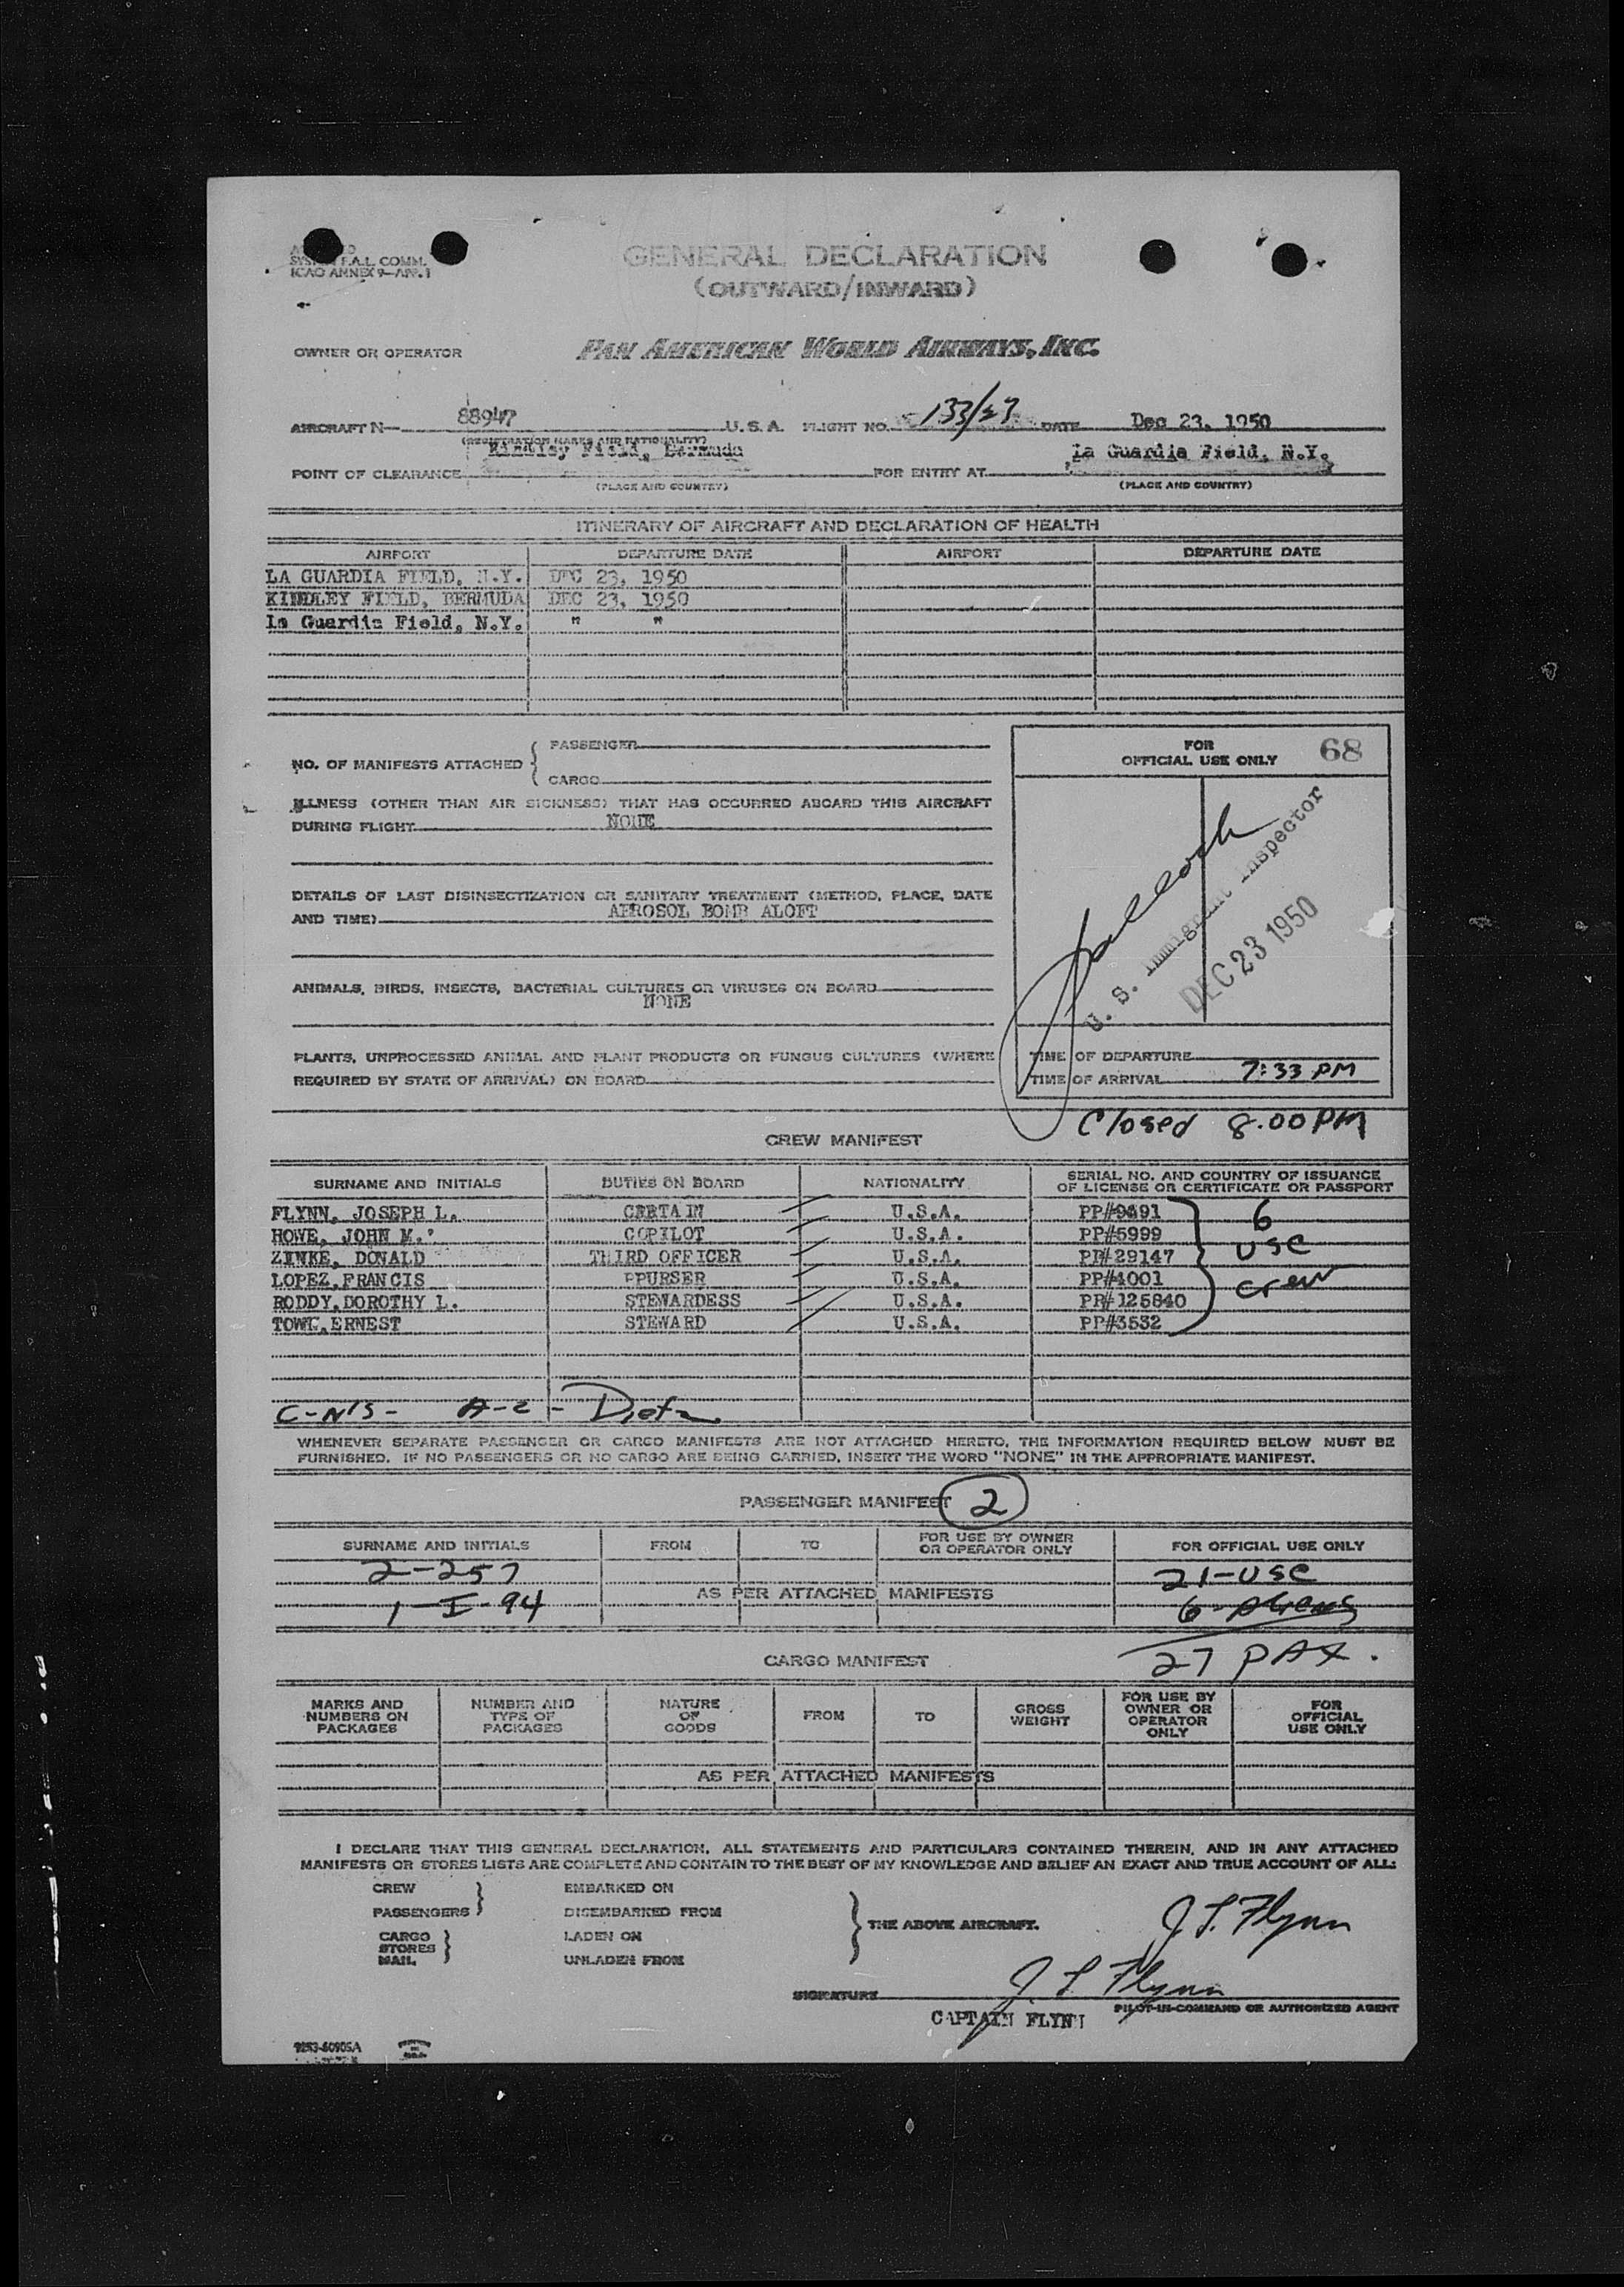 SYSTEM F.A.L. COMM.
ICAO ANNEX 9-APP. 1
GENERAL DECLARATION
(OUTWARD/INWARD)
OWNER OR OPERATOR PAN AMERICAN WORLD AIRWAYS, INC.
AIRCRAFT N- 88947 U.S.A. FLIGHT NO. 133/23 DATE Dec 23, 1950
(REGISTRATION MARKS AND NATIONALITY)
POINT OF CLEARANCE Kindley Field, Bermuda FOR ENTRY AT La Guardia Field, N.Y.
(PLACE AND COUNTRY) (PLACE AND COUNTRY)
ITINERARY OF AIRCRAFT AND DECLARATION OF HEALTH
AIRPORT DEPARTURE DATE AIRPORT DEPARTURE DATE
LA GUARDIA FIELD, N.Y. DEC 23, 1950
KINDLEY FIELD, BERMUDA DEC 23, 1950
La Guardia Field, N.Y. " "
NO. OF MANIFESTS ATTACHED { PASSENGER
CARGO
FOR
OFFICIAL USE ONLY 68
ILLNESS (OTHER THAN AIR SICKNESS) THAT HAS OCCURRED ABOARD THIS AIRCRAFT
DURING FLIGHT NONE
DETAILS OF LAST DISINSECTIZATION OR SANITARY TREATMENT (METHOD, PLACE, DATE
AND TIME) AEROSOL BOMB ALOFT
U. S. Immigrant Inspector
DEC 23 1950
ANIMALS, BIRDS, INSECTS, BACTERIAL CULTURES OR VIRUSES ON BOARD
NONE
PLANTS, UNPROCESSED ANIMAL AND PLANT PRODUCTS OR FUNGUS CULTURES (WHERE
REQUIRED BY STATE OF ARRIVAL) ON BOARD
TIME OF DEPARTURE
TIME OF ARRIVAL 7:33 PM
Closed 8.00 PM
CREW MANIFEST
SURNAME AND INITIALS DUTIES ON BOARD NATIONALITY SERIAL NO. AND COUNTRY OF ISSUANCE
OF LICENSE OR CERTIFICATE OR PASSPORT
FLYNN, JOSEPH L. U.S.A. 6
HOWE, JOHN M. COPILOT U.S.A. PP#5999 USC
ZINKE, DONALD THIRD OFFICER U.S.A. PP#29147
LOPEZ, FRANCIS PPURSER U.S.A. PP#4001 crew
RODDY, DOROTHY L. STEWARDESS U.S.A. PP#125840
ERNEST STEWARD U.S.A. PP#3532
C-N'S- A-2 - Dietz
WHENEVER SEPARATE PASSENGER OR CARGO MANIFESTS ARE NOT ATTACHED HERETO, THE INFORMATION REQUIRED BELOW MUST BE
FURNISHED. IF NO PASSENGERS OR NO CARGO ARE BEING CARRIED, INSERT THE WORD "NONE" IN THE APPROPRIATE MANIFEST.
PASSENGER MANIFEST 2
SURNAME AND INITIALS FROM TO FOR USE BY OWNER
OR OPERATOR ONLY FOR OFFICIAL USE ONLY
2-257 21-USC
AS PER ATTACHED MANIFESTS
1-I-94 6-Aliens
27 PAX.
CARGO MANIFEST
MARKS AND
NUMBERS ON
PACKAGES
NUMBER AND
TYPE OF
PACKAGES
NATURE
OF
GOODS
FROM
TO
GROSS
WEIGHT
FOR USE BY
OWNER OR
OPERATOR
ONLY
FOR
OFFICIAL
USE ONLY
AS PER ATTACHED MANIFESTS
I DECLARE THAT THIS GENERAL DECLARATION, ALL STATEMENTS AND PARTICULARS CONTAINED THEREIN, AND IN ANY ATTACHED
MANIFESTS OR STORES LISTS ARE COMPLETE AND CONTAIN TO THE BEST OF MY KNOWLEDGE AND BELIEF AN EXACT AND TRUE ACCOUNT OF ALL:
CREW EMBARKED ON
PASSENGERS DISEMBARKED FROM
THE ABOVE AIRCRAFT.
CARGO LADEN ON
STORES
MAIL UNLADEN FROM
J L Flynn
SIGNATURE J L Flynn
PILOT-IN-COMMAND OR AUTHORIZED AGENT
CAPTAIN FLYNN